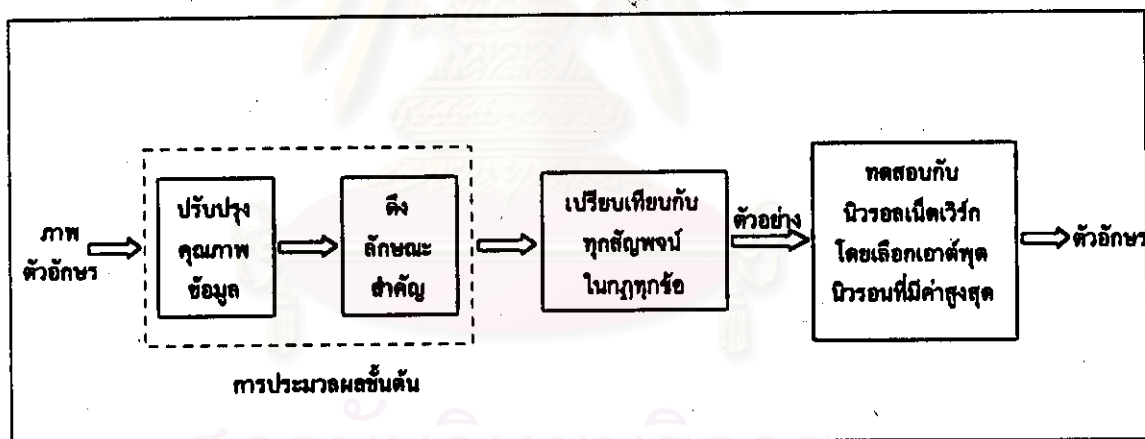 ภาพ
ตัวอักษร
ปรับปรุง
คุณภาพ
ข้อมูล
ดึง
ลักษณะ
สำคัญ
การประมวลผลขั้นต้น
เปรียบเทียบกับ
ทุกสัญพจน์
ในกฎทุกข้อ
ตัวอย่าง
ทดสอบกับ
นิวรอลเน็ตเวิร์ก
โดยเลือกเอาต์พุต
นิวรอนที่มีค่าสูงสุด
ตัวอักษร